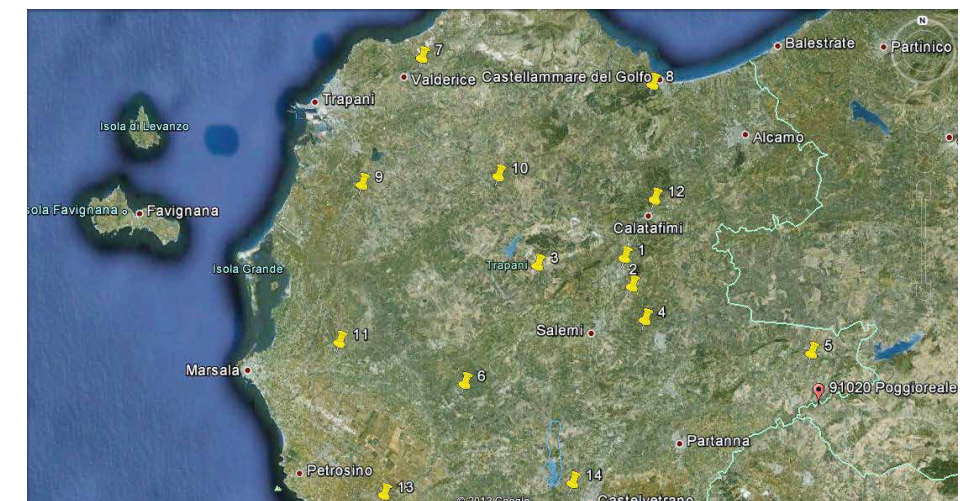 N
Balestrate
Partinico
7
Valderice
Castellammare del Golfo
8
Trapani
Isola di Levanzo
Alcamo
10
9
12
sola Favignana
Favignana
Calatafimi
1
Isola Grande
Trapani
3
2
4
Salemi
11
5
Marsala
6
91020 Poggioreale
Partanna
Petrosino
14
13
© 2012 Google
Castelvetrano